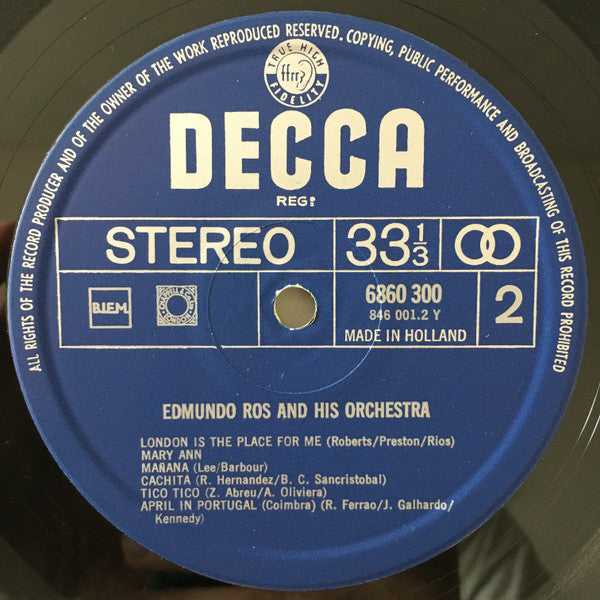 ALL RIGHTS OF THE RECORD PRODUCER AND OF THE OWNER OF THE WORK REPRODUCED RESERVED. COPYING, PUBLIC PERFORMANCE AND BROADCASTING OF THIS RECORD PROHIBITED
TRUE HIGH
ffrr
FIDELITY
DECCA
REGº
STEREO 33 1/3
B.I.E.M. 6860 300 2
846 001.2 Y
MADE IN HOLLAND
EDMUNDO ROS AND HIS ORCHESTRA
LONDON IS THE PLACE FOR ME (Roberts/Preston/Rios)
MARY ANN
MAÑANA (Lee/Barbour)
CACHITA (R. Hernandez/B. C. Sancristobal)
TICO TICO (Z. Abreu/A. Oliviera)
APRIL IN PORTUGAL (Coimbra) (R. Ferrao/J. Galhardo/
Kennedy)